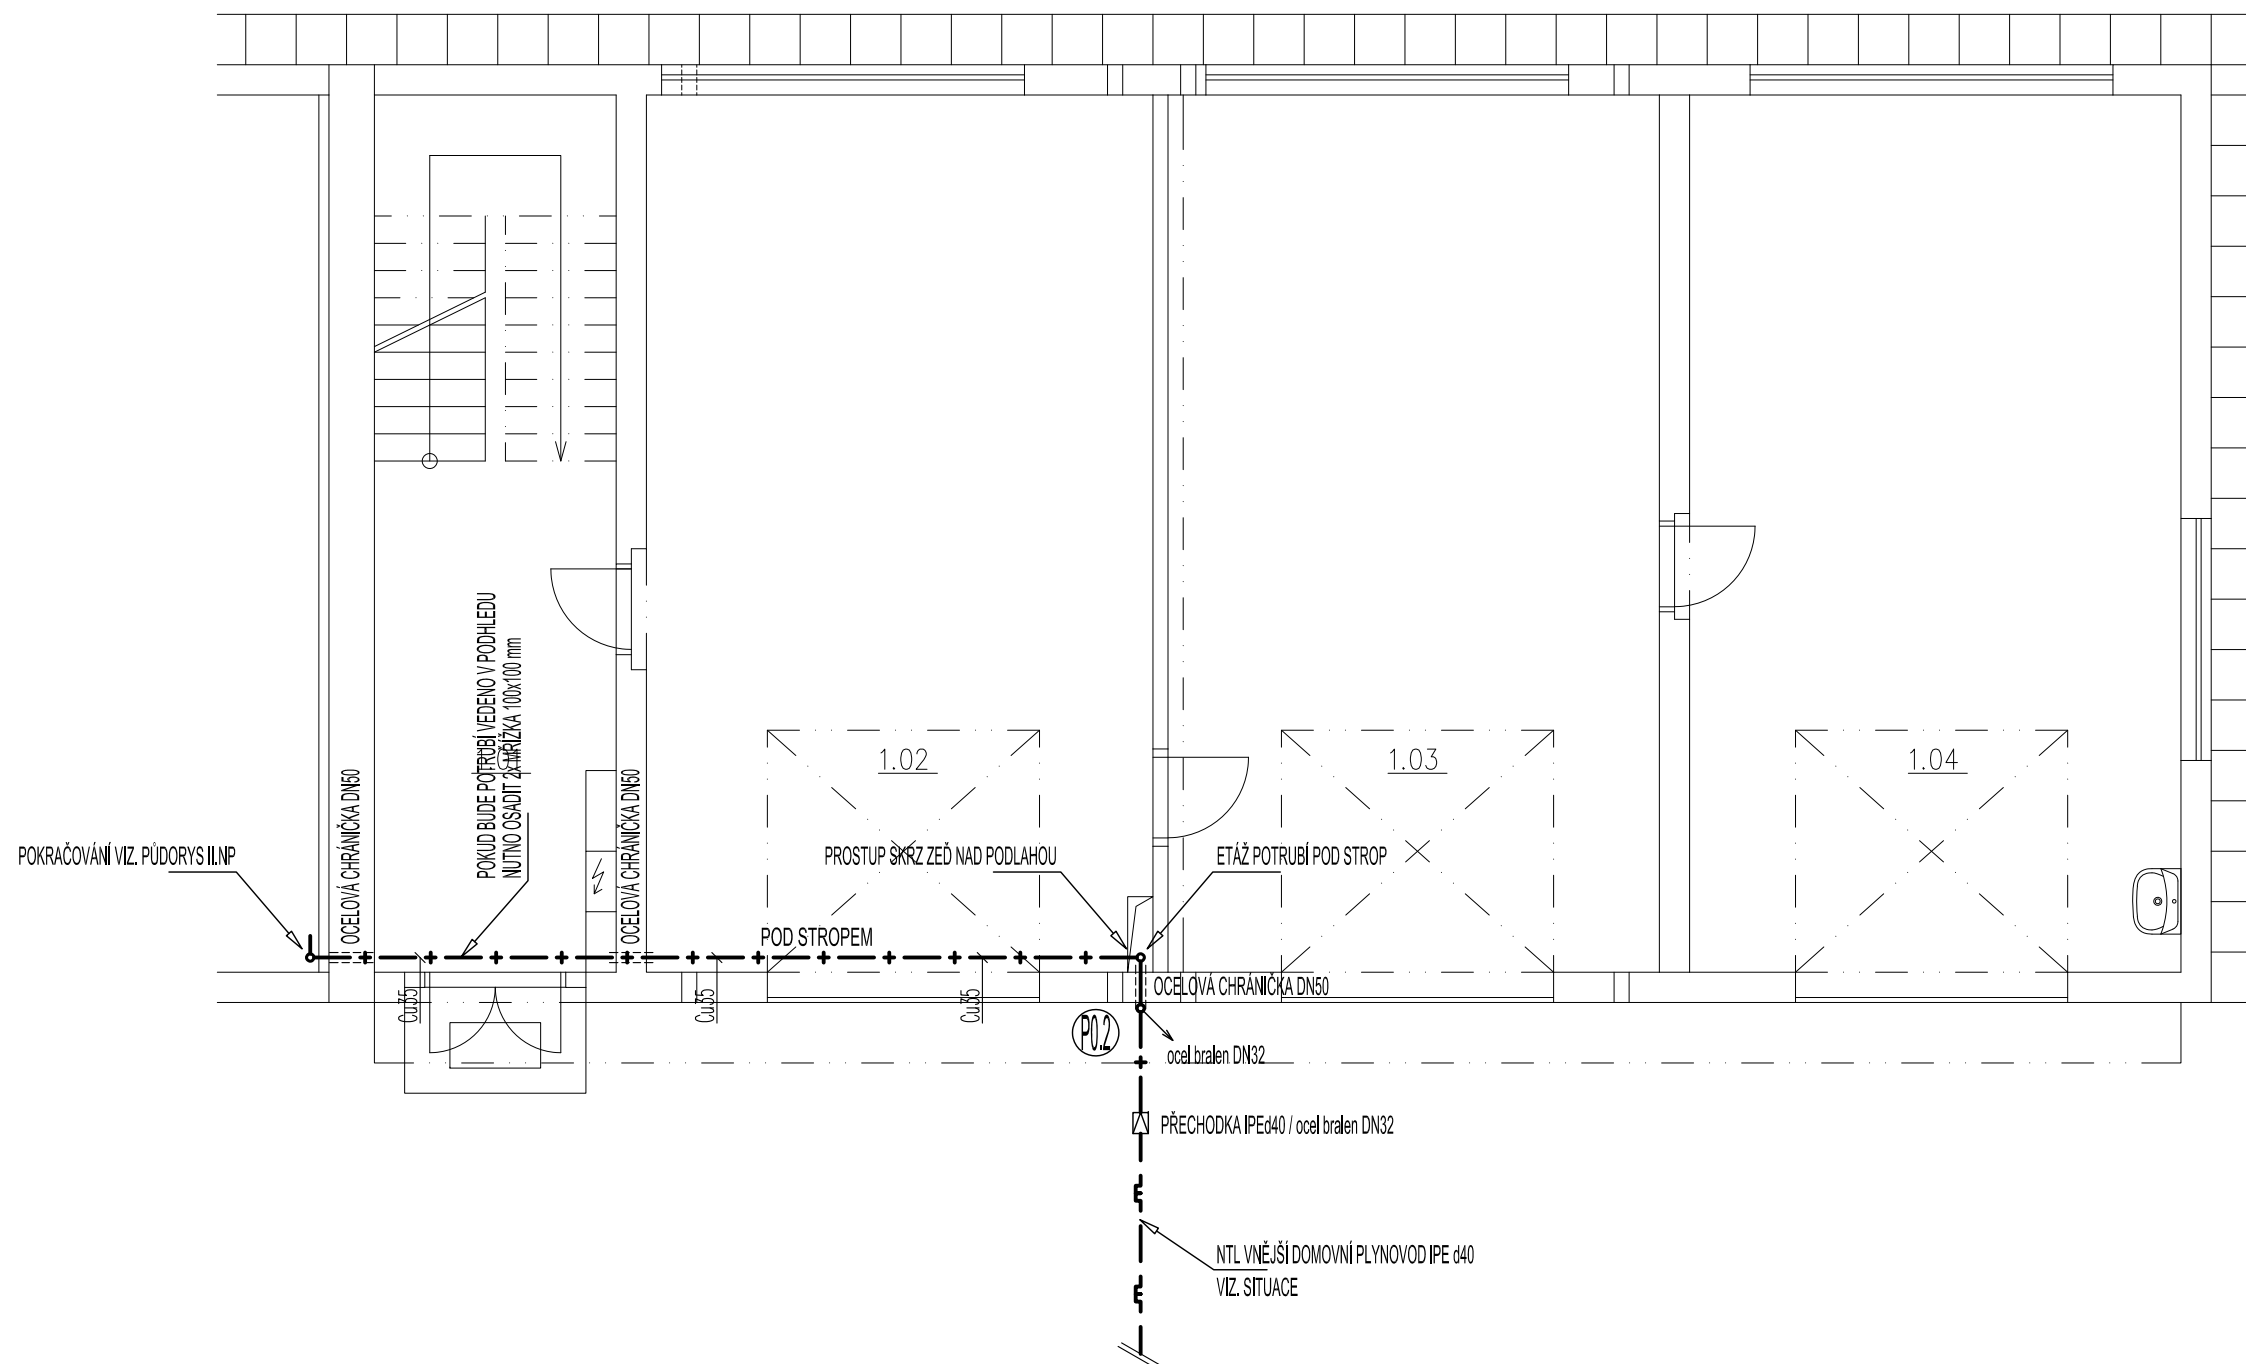 POKUD BUDE POTRUBÍ VEDENO V PODHLEDU
NUTNO OSADIT 2x MŘÍŽKA 100x100 mm
1.02
1.03
1.04
OCELOVÁ CHRÁNIČKA DN50
OCELOVÁ CHRÁNIČKA DN50
POKRAČOVÁNÍ VIZ. PŮDORYS II.NP
PROSTUP SKRZ ZEĎ NAD PODLAHOU
ETÁŽ POTRUBÍ POD STROP
POD STROPEM
OCELOVÁ CHRÁNIČKA DN50
Cu35
Cu35
Cu35
P0.2
ocel bralen DN32
PŘECHODKA IPEd40 / ocel bralen DN32
NTL VNĚJŠÍ DOMOVNÍ PLYNOVOD IPE d40
VIZ. SITUACE